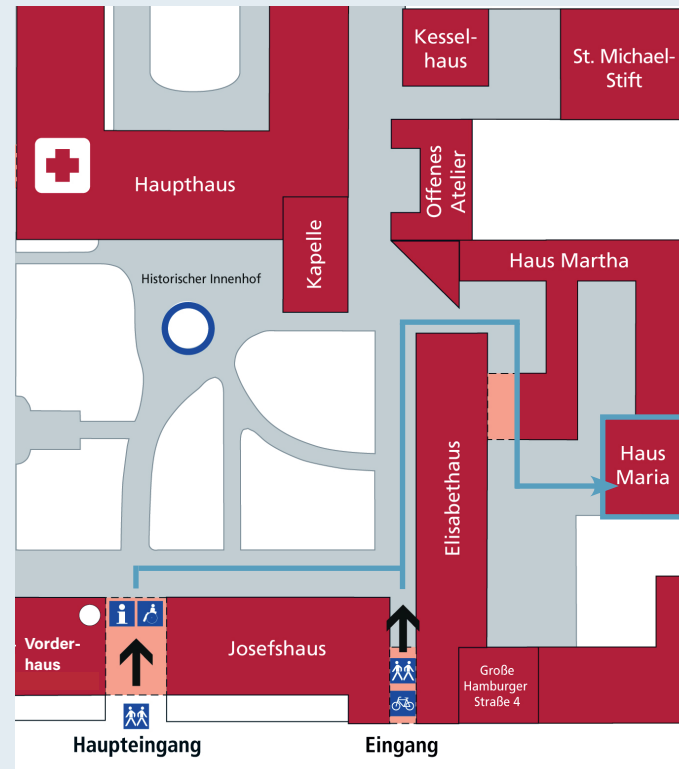 Kessel-
haus
St. Michael-
Stift
Offenes
Atelier
Haupthaus
Kapelle
Haus Martha
Historischer Innenhof
Haus
Maria
Elisabethhaus
i
Vorder-
haus
Josefshaus
Große
Hamburger
Straße 4
Haupteingang
Eingang